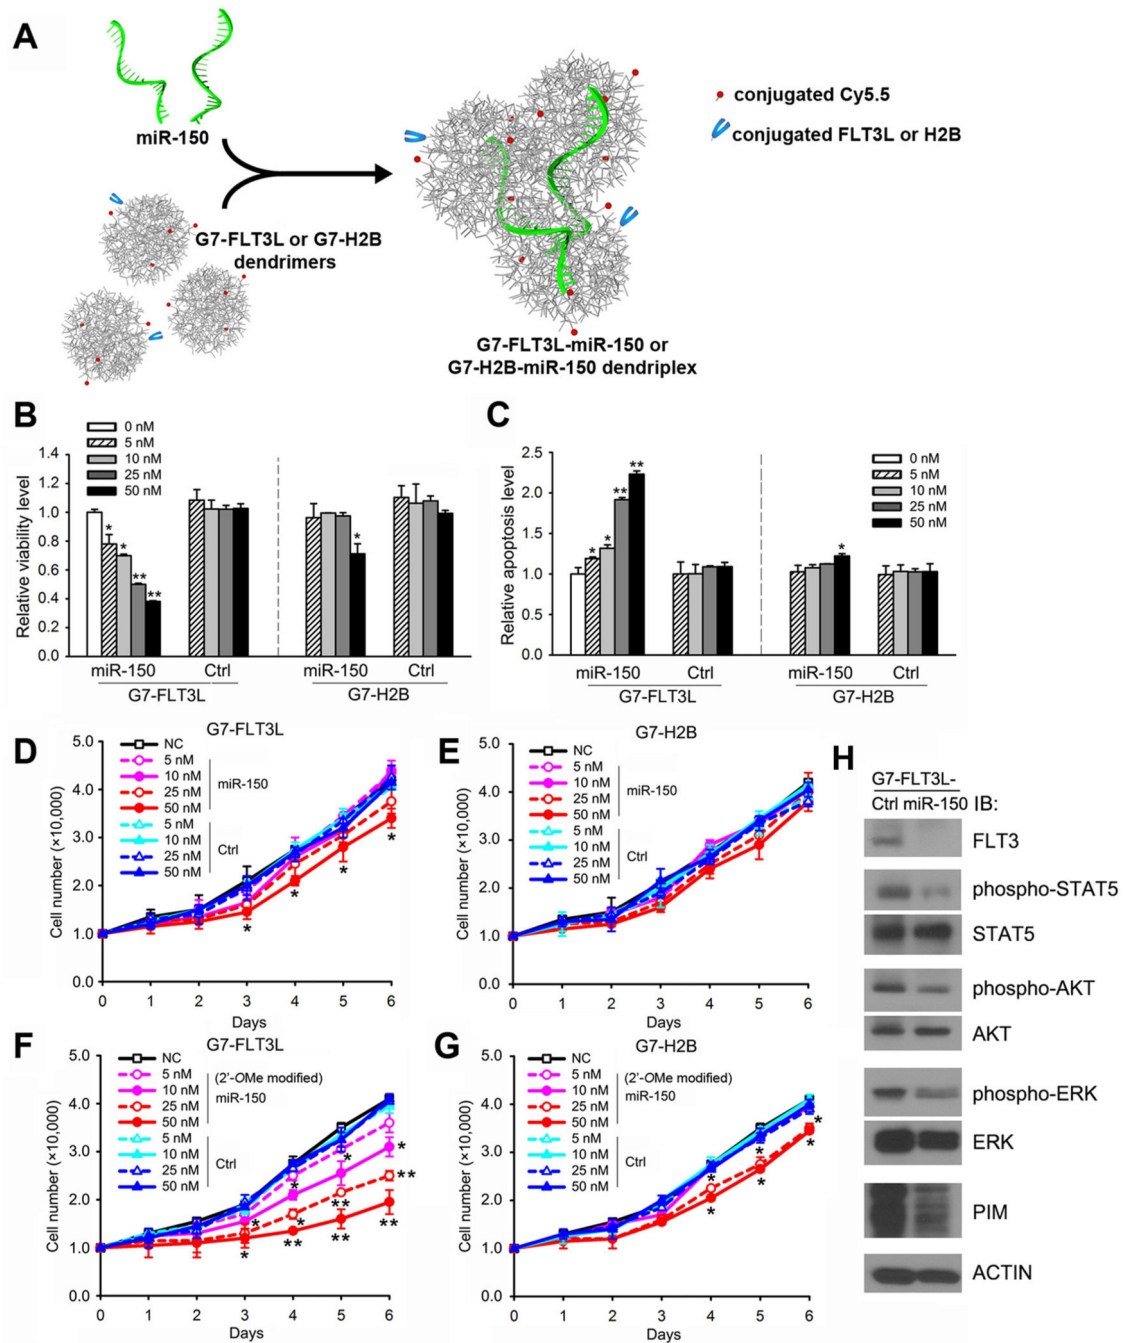 A
miR-150
G7-FLT3L or G7-H2B
dendrimers
conjugated Cy5.5
conjugated FLT3L or H2B
G7-FLT3L-miR-150 or
G7-H2B-miR-150 dendriplex
B
0 nM
5 nM
10 nM
25 nM
50 nM
Relative viability level
1.4
1.2
1.0
0.8
0.6
0.4
0.2
0.0
*
*
**
**
*
miR-150
Ctrl
miR-150
Ctrl
G7-FLT3L
G7-H2B
C
0 nM
5 nM
10 nM
25 nM
50 nM
Relative apoptosis level
2.5
2.0
1.5
1.0
0.5
0.0
*
*
**
**
*
miR-150
Ctrl
miR-150
Ctrl
G7-FLT3L
G7-H2B
D
G7-FLT3L
NC
5 nM
10 nM
25 nM
50 nM
miR-150
5 nM
10 nM
25 nM
50 nM
Ctrl
Cell number (×10,000)
5.0
4.0
3.0
2.0
1.0
0.0
*
*
*
*
0 1 2 3 4 5 6
Days
E
G7-H2B
NC
5 nM
10 nM
25 nM
50 nM
miR-150
5 nM
10 nM
25 nM
50 nM
Ctrl
Cell number (×10,000)
5.0
4.0
3.0
2.0
1.0
0.0
0 1 2 3 4 5 6
Days
F
G7-FLT3L
NC
5 nM
10 nM
25 nM
50 nM
(2'-OMe modified)
miR-150
5 nM
10 nM
25 nM
50 nM
Ctrl
Cell number (×10,000)
5.0
4.0
3.0
2.0
1.0
0.0
*
*
*
*
*
*
**
**
**
**
**
0 1 2 3 4 5 6
Days
G
G7-H2B
NC
5 nM
10 nM
25 nM
50 nM
(2'-OMe modified)
miR-150
5 nM
10 nM
25 nM
50 nM
Ctrl
Cell number (×10,000)
5.0
4.0
3.0
2.0
1.0
0.0
*
*
*
*
*
*
0 1 2 3 4 5 6
Days
H
G7-FLT3L-
Ctrl miR-150 IB:
FLT3
phospho-STAT5
STAT5
phospho-AKT
AKT
phospho-ERK
ERK
PIM
ACTIN